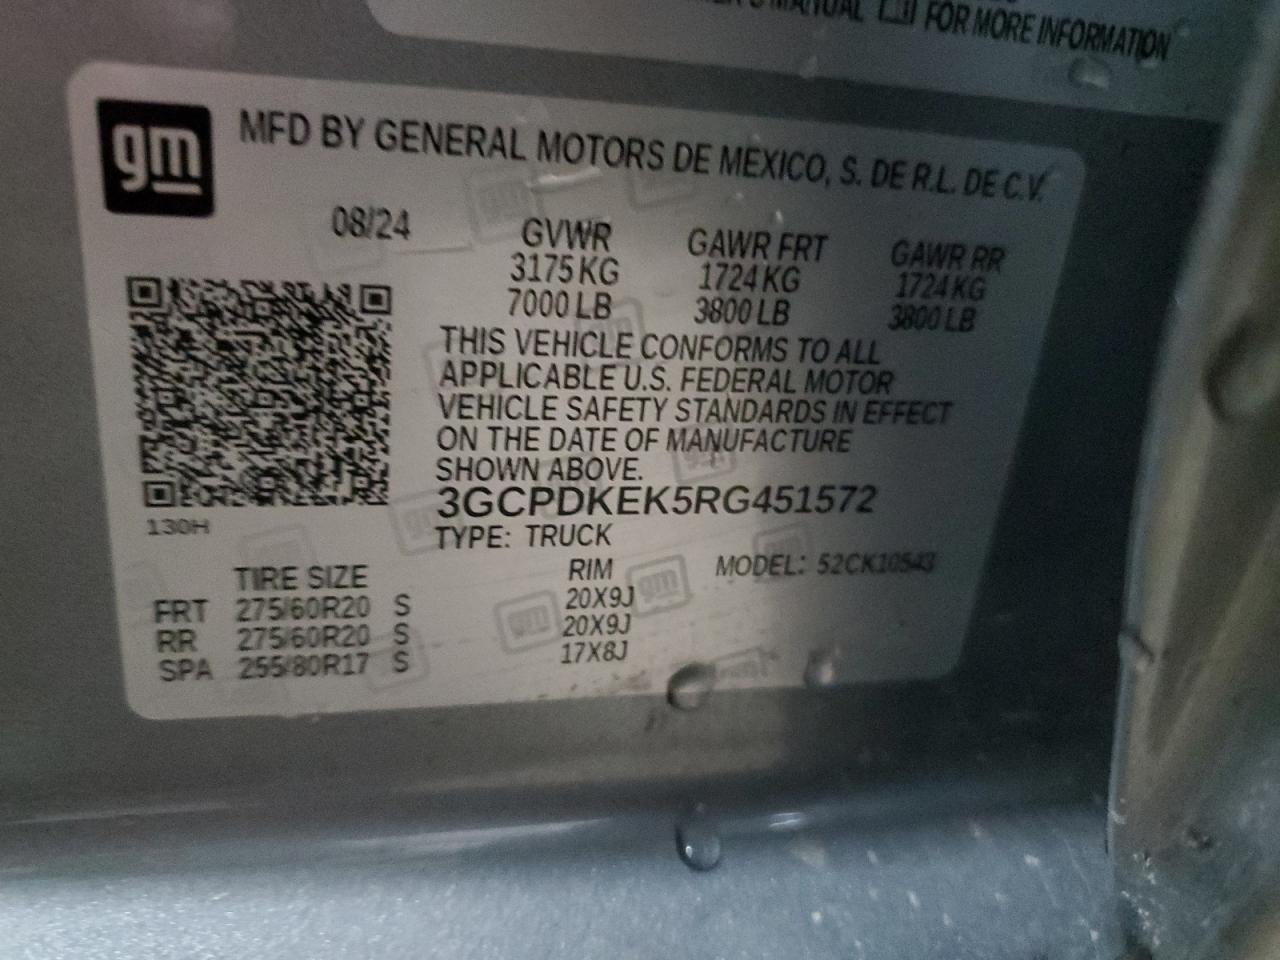 MANUAL FOR MORE INFORMATION
gm
MFD BY GENERAL MOTORS DE MEXICO, S. DE R.L. DE C.V.
08/24
GVWR GAWR FRT GAWR RR
3175 KG 1724 KG 1724 KG
7000 LB 3800 LB 3800 LB
THIS VEHICLE CONFORMS TO ALL
APPLICABLE U.S. FEDERAL MOTOR
VEHICLE SAFETY STANDARDS IN EFFECT
ON THE DATE OF MANUFACTURE
SHOWN ABOVE.
3GCPDKEK5RG451572
130H
TYPE: TRUCK
TIRE SIZE RIM MODEL: 52CK10543
FRT 275/60R20 S 20X9J
RR 275/60R20 S 20X9J
SPA 255/80R17 S 17X8J